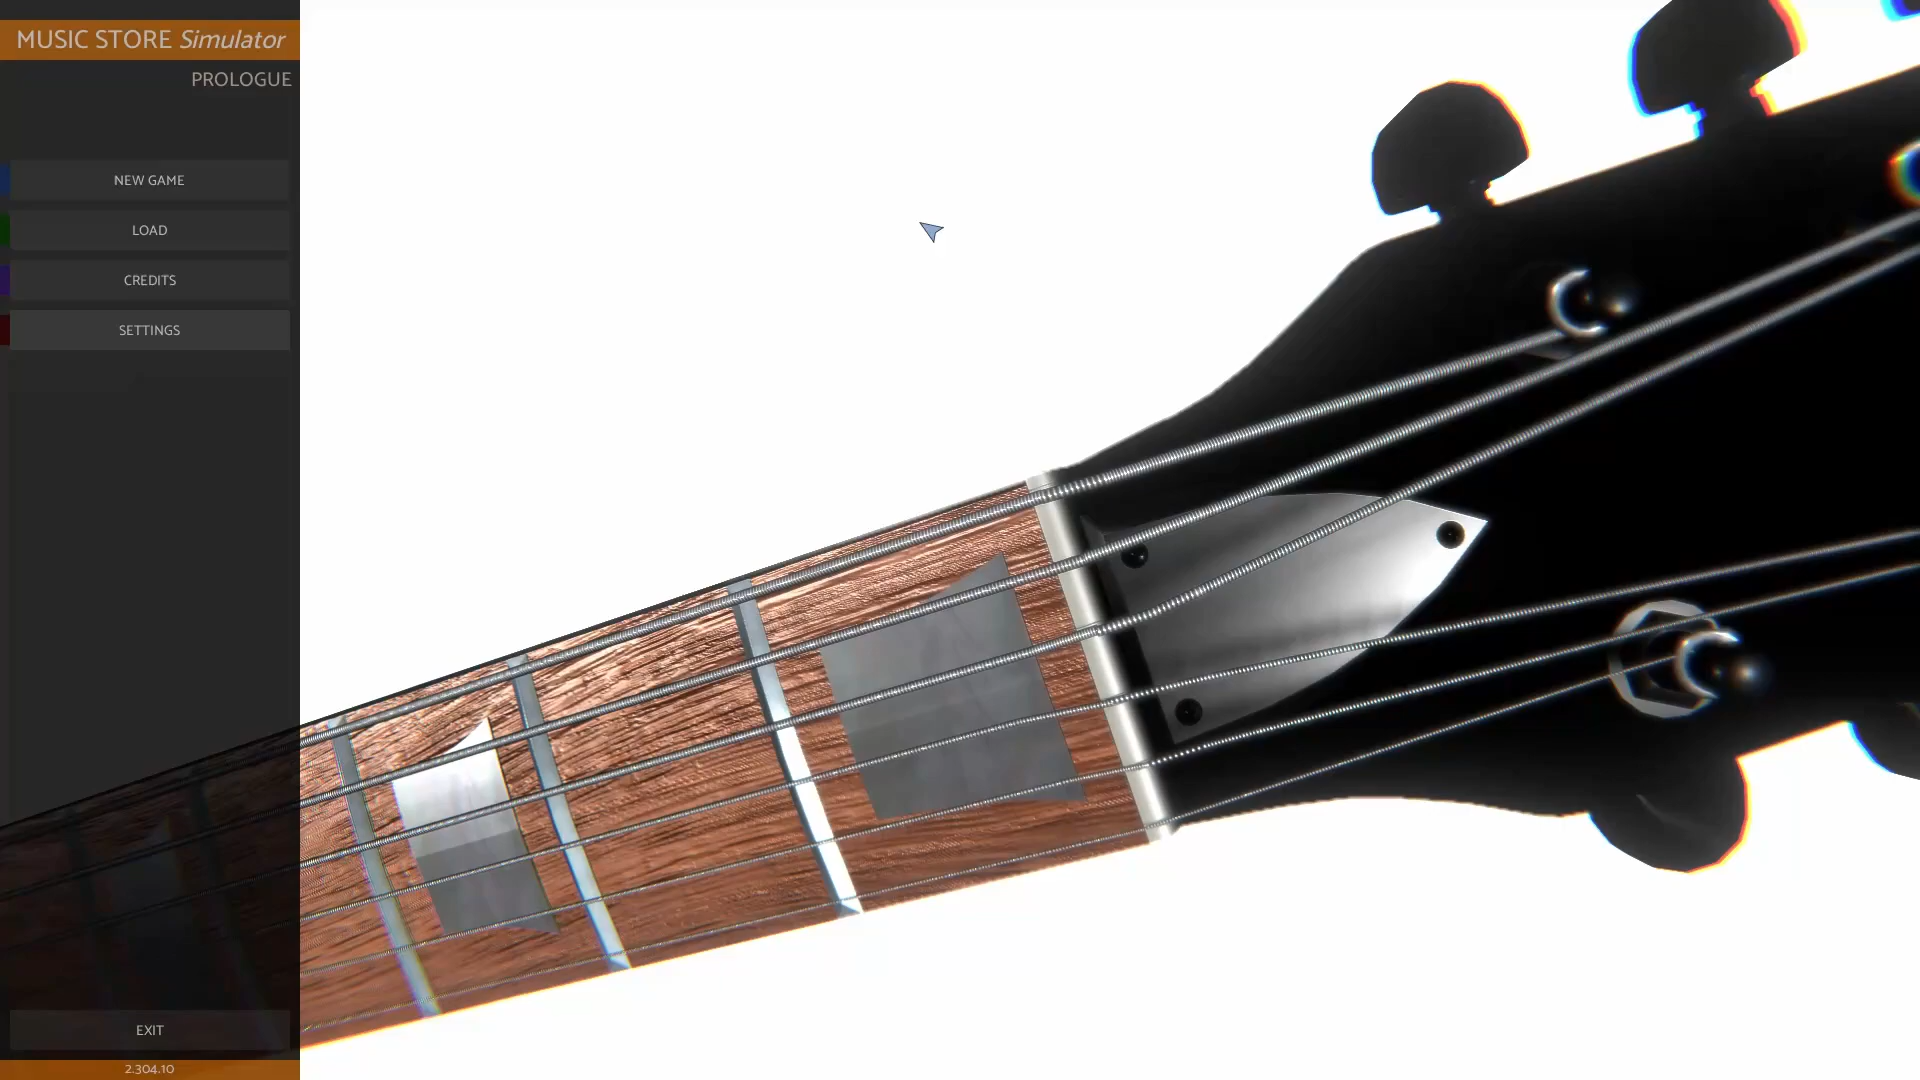 MUSIC STORE Simulator
PROLOGUE
NEW GAME
LOAD
CREDITS
SETTINGS
EXIT
2.304.10